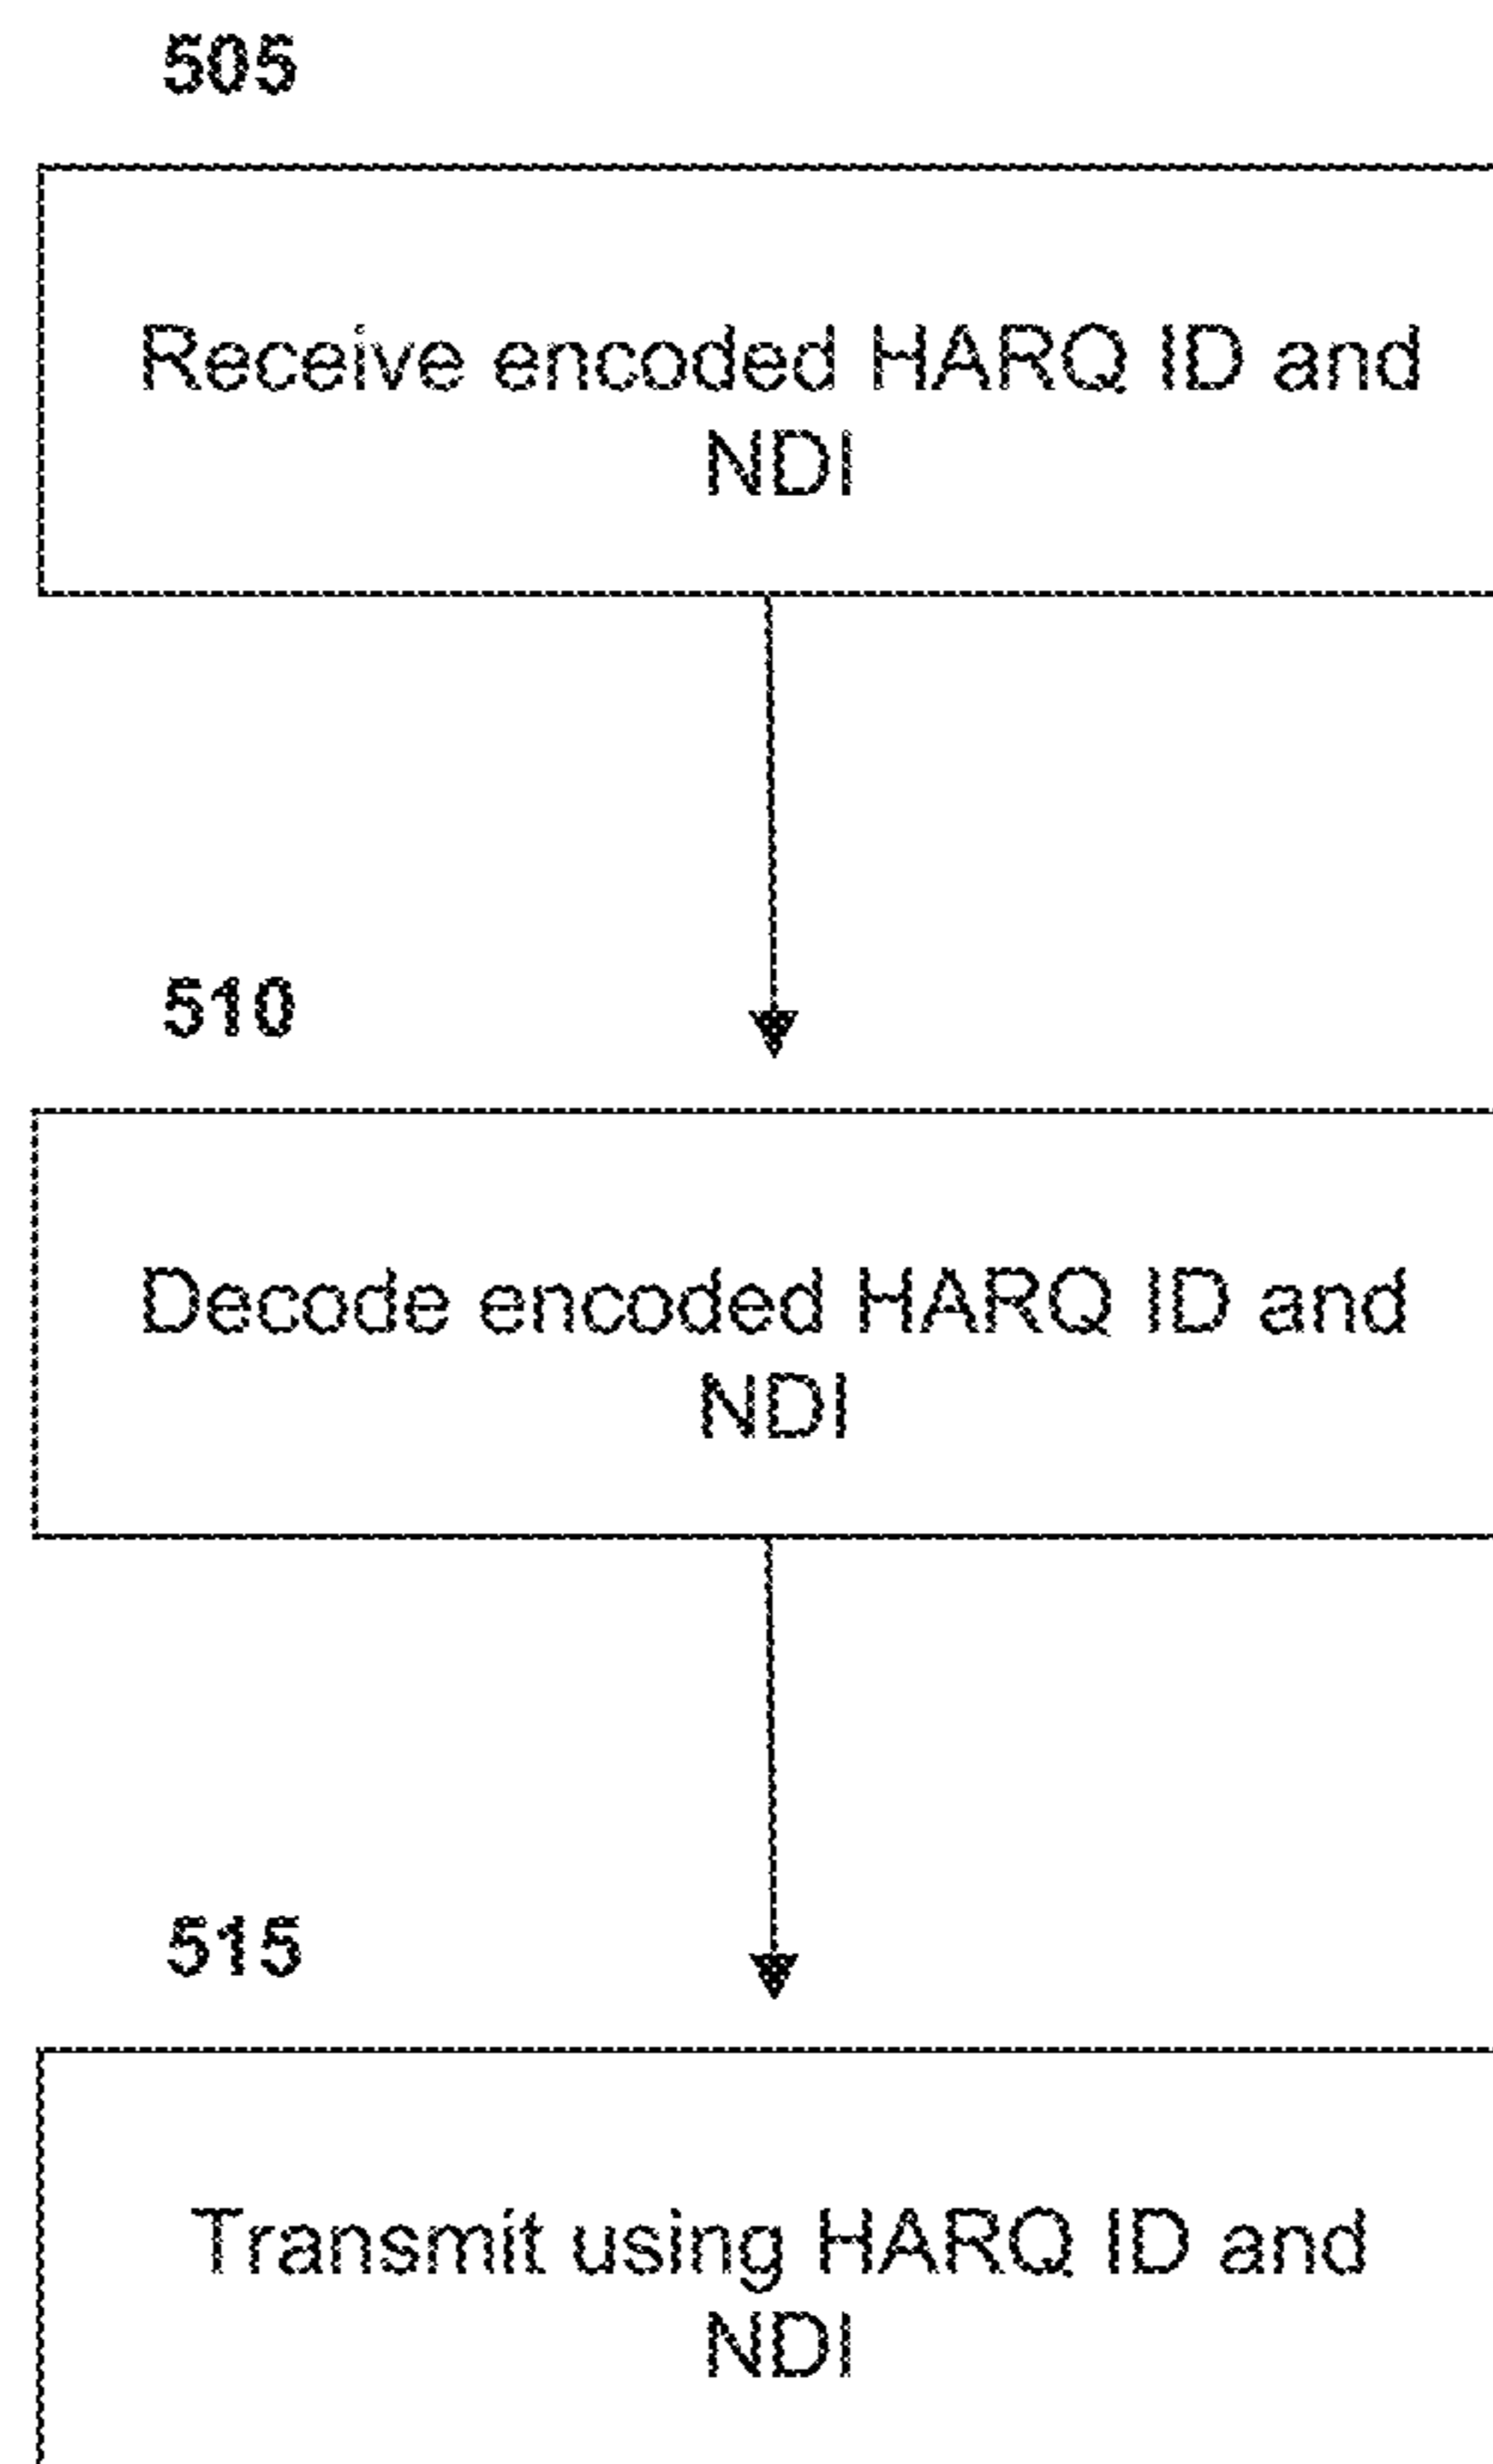 505
Receive encoded HARQ ID and
NDI
510
Decode encoded HARQ ID and
NDI
515
Transmit using HARQ ID and
NDI